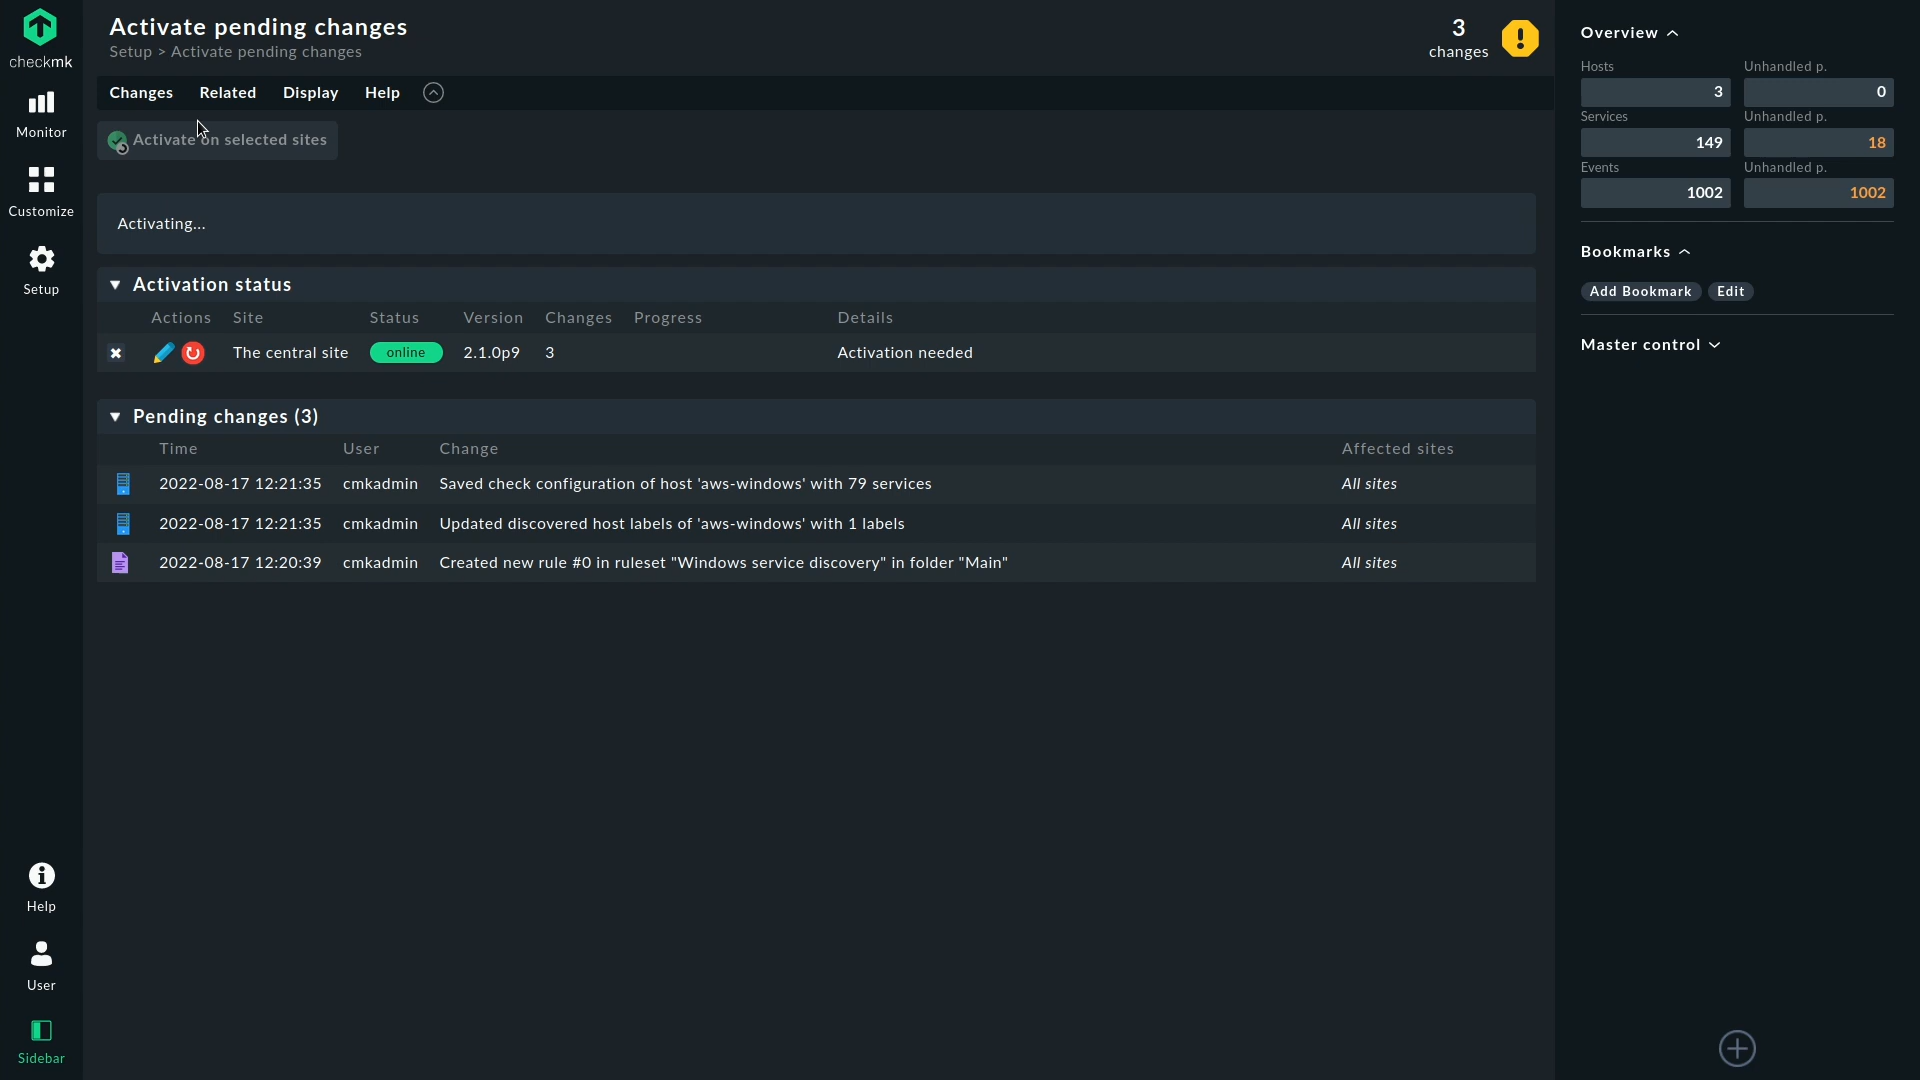 checkmk
Monitor
Customize
Setup
Help
User
Sidebar
Activate pending changes
Setup > Activate pending changes
3
changes
Changes Related Display Help
Activate on selected sites
Activating...
Activation status
Actions Site Status Version Changes Progress Details
The central site online 2.1.0p9 3 Activation needed
Pending changes (3)
Time User Change Affected sites
2022-08-17 12:21:35 cmkadmin Saved check configuration of host 'aws-windows' with 79 services All sites
2022-08-17 12:21:35 cmkadmin Updated discovered host labels of 'aws-windows' with 1 labels All sites
2022-08-17 12:20:39 cmkadmin Created new rule #0 in ruleset "Windows service discovery" in folder "Main" All sites
Overview
Hosts Unhandled p.
3 0
Services Unhandled p.
149 18
Events Unhandled p.
1002 1002
Bookmarks
Add Bookmark Edit
Master control